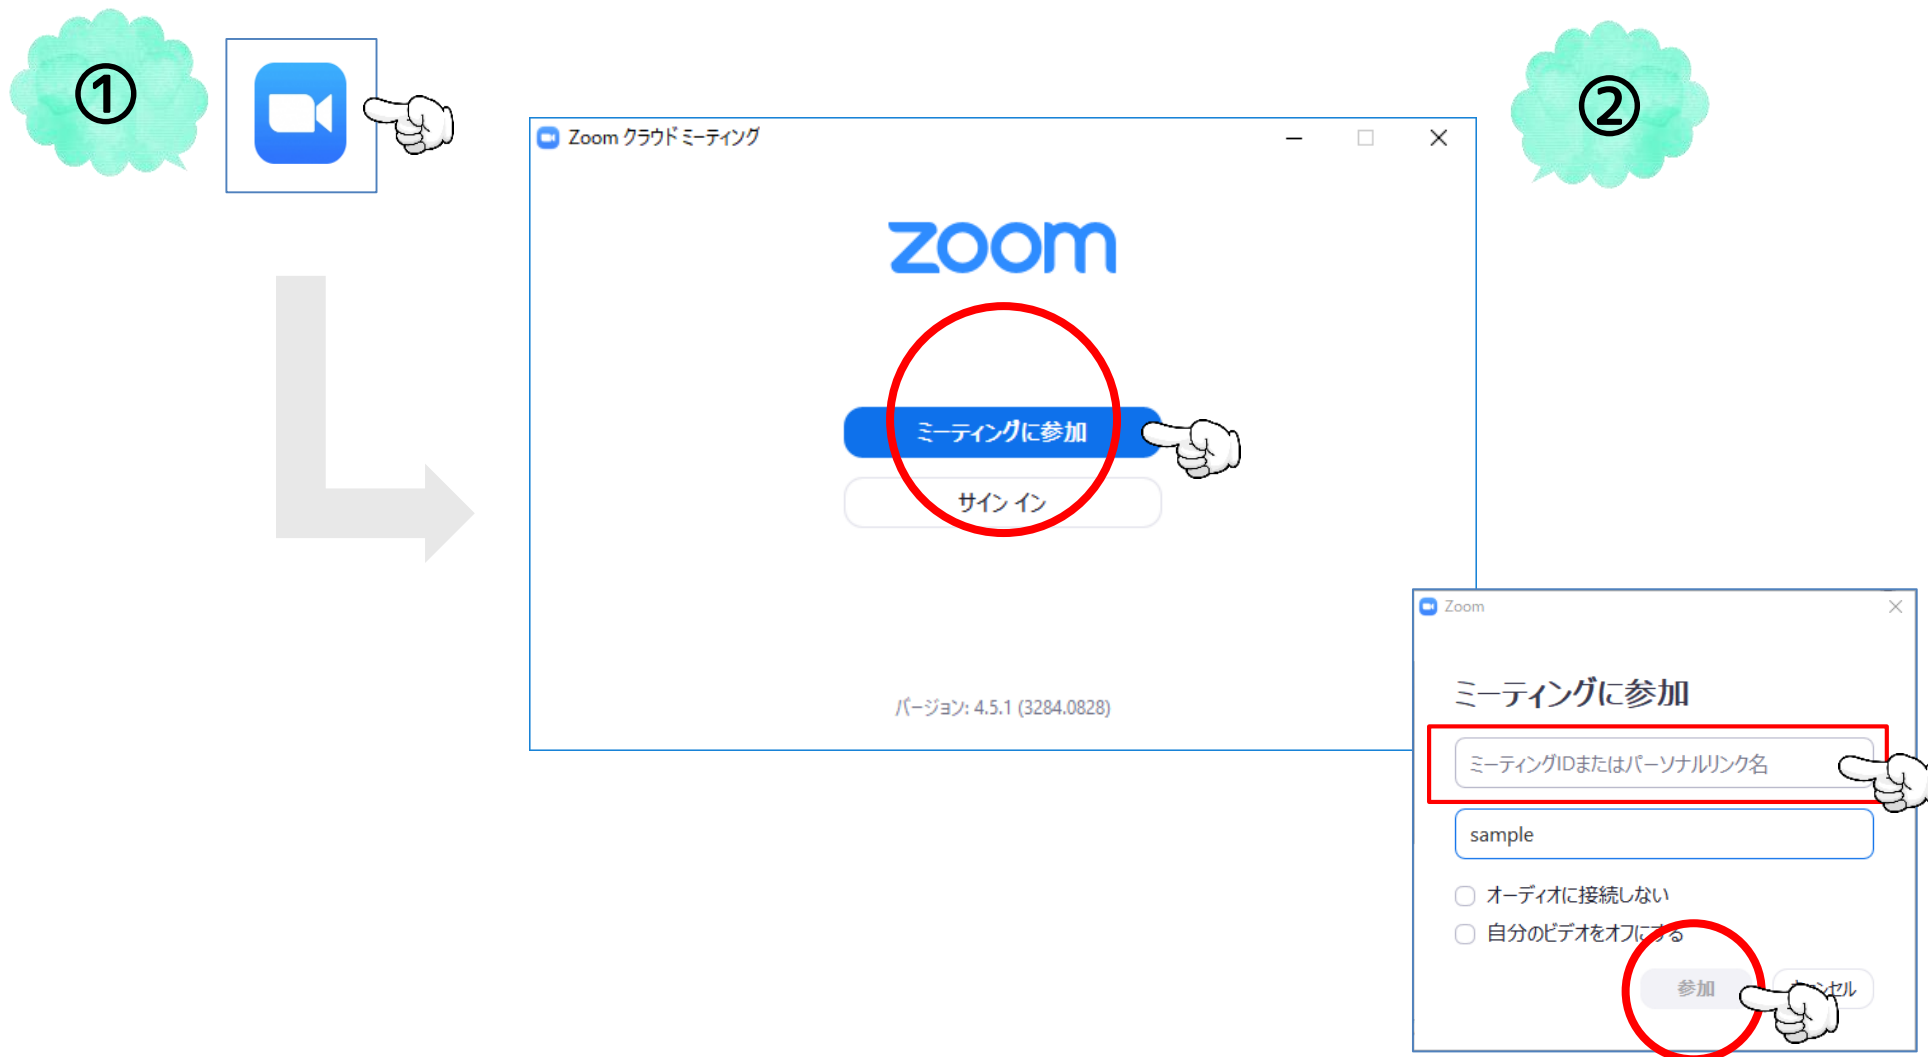 ①
②
Zoom クラウド ミーティング
zoom
ミーティングに参加
サイン イン
バージョン: 4.5.1 (3284.0828)
Zoom
ミーティングに参加
ミーティングIDまたはパーソナルリンク名
sample
オーディオに接続しない
自分のビデオをオフにする
参加